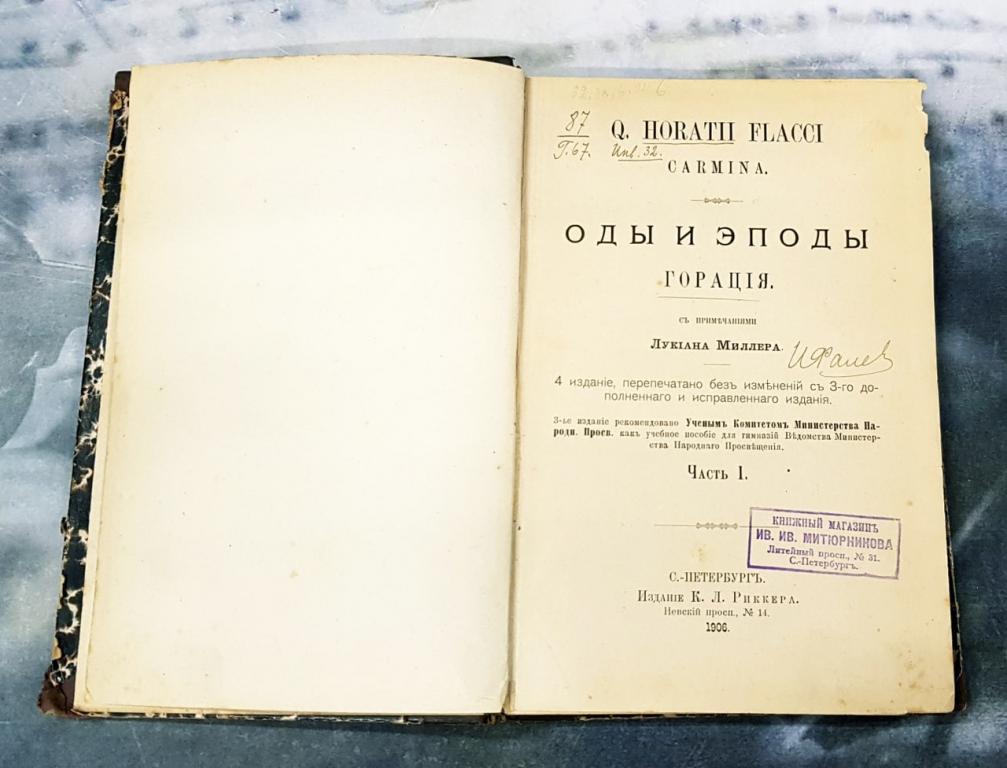 87
Г.67. Инв. 32.
Q. HORATII FLACCI
CARMINA.
ОДЫ И ЭПОДЫ
ГОРАЦІЯ.
СЪ ПРИМѢЧАНІЯМИ
ЛУКІАНА МИЛЛЕРА.
4 изданіе, перепечатано безъ измѣненій съ 3-го до-
полненнаго и исправленнаго изданія.
3-ье изданіе рекомендовано Ученымъ Комитетомъ Министерства На-
родн. Просв. какъ учебное пособіе для гимназій Вѣдомства Министер-
ства Народнаго Просвѣщенія.
ЧАСТЬ I.
КНИЖНЫЙ МАГАЗИНЪ
ИВ. ИВ. МИТЮРНИКОВА
Литейный просп., № 31.
С.-Петербургъ.
С.-ПЕТЕРБУРГЪ.
ИЗДАНІЕ К. Л. РИККЕРА.
Невскій просп., № 14.
1906.